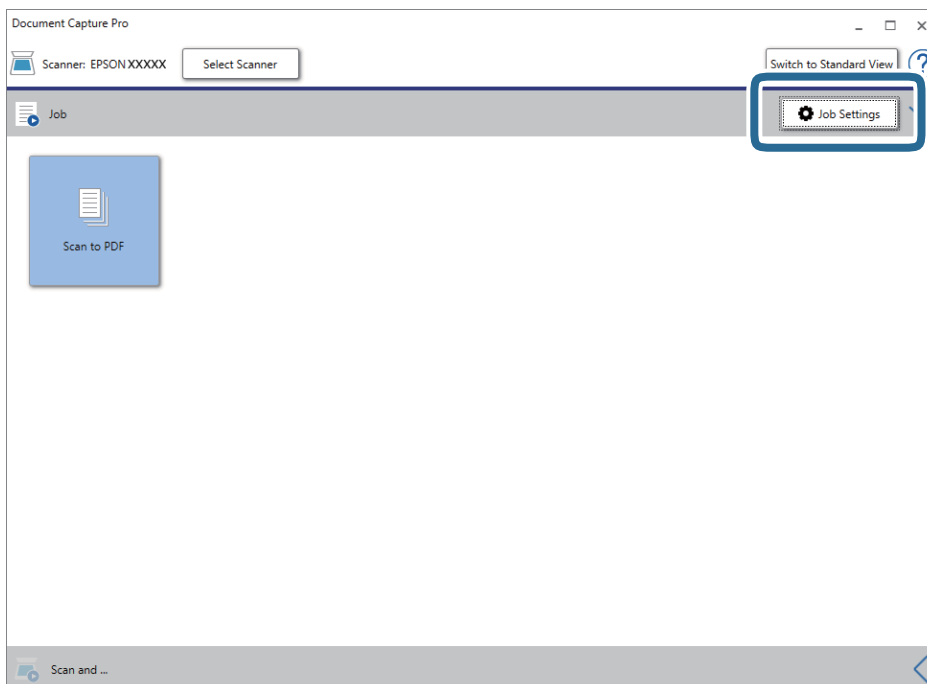 Document Capture Pro
Scanner: EPSON XXXXX
Select Scanner
Switch to Standard View
?
Job
Job Settings
Scan to PDF
Scan and ...